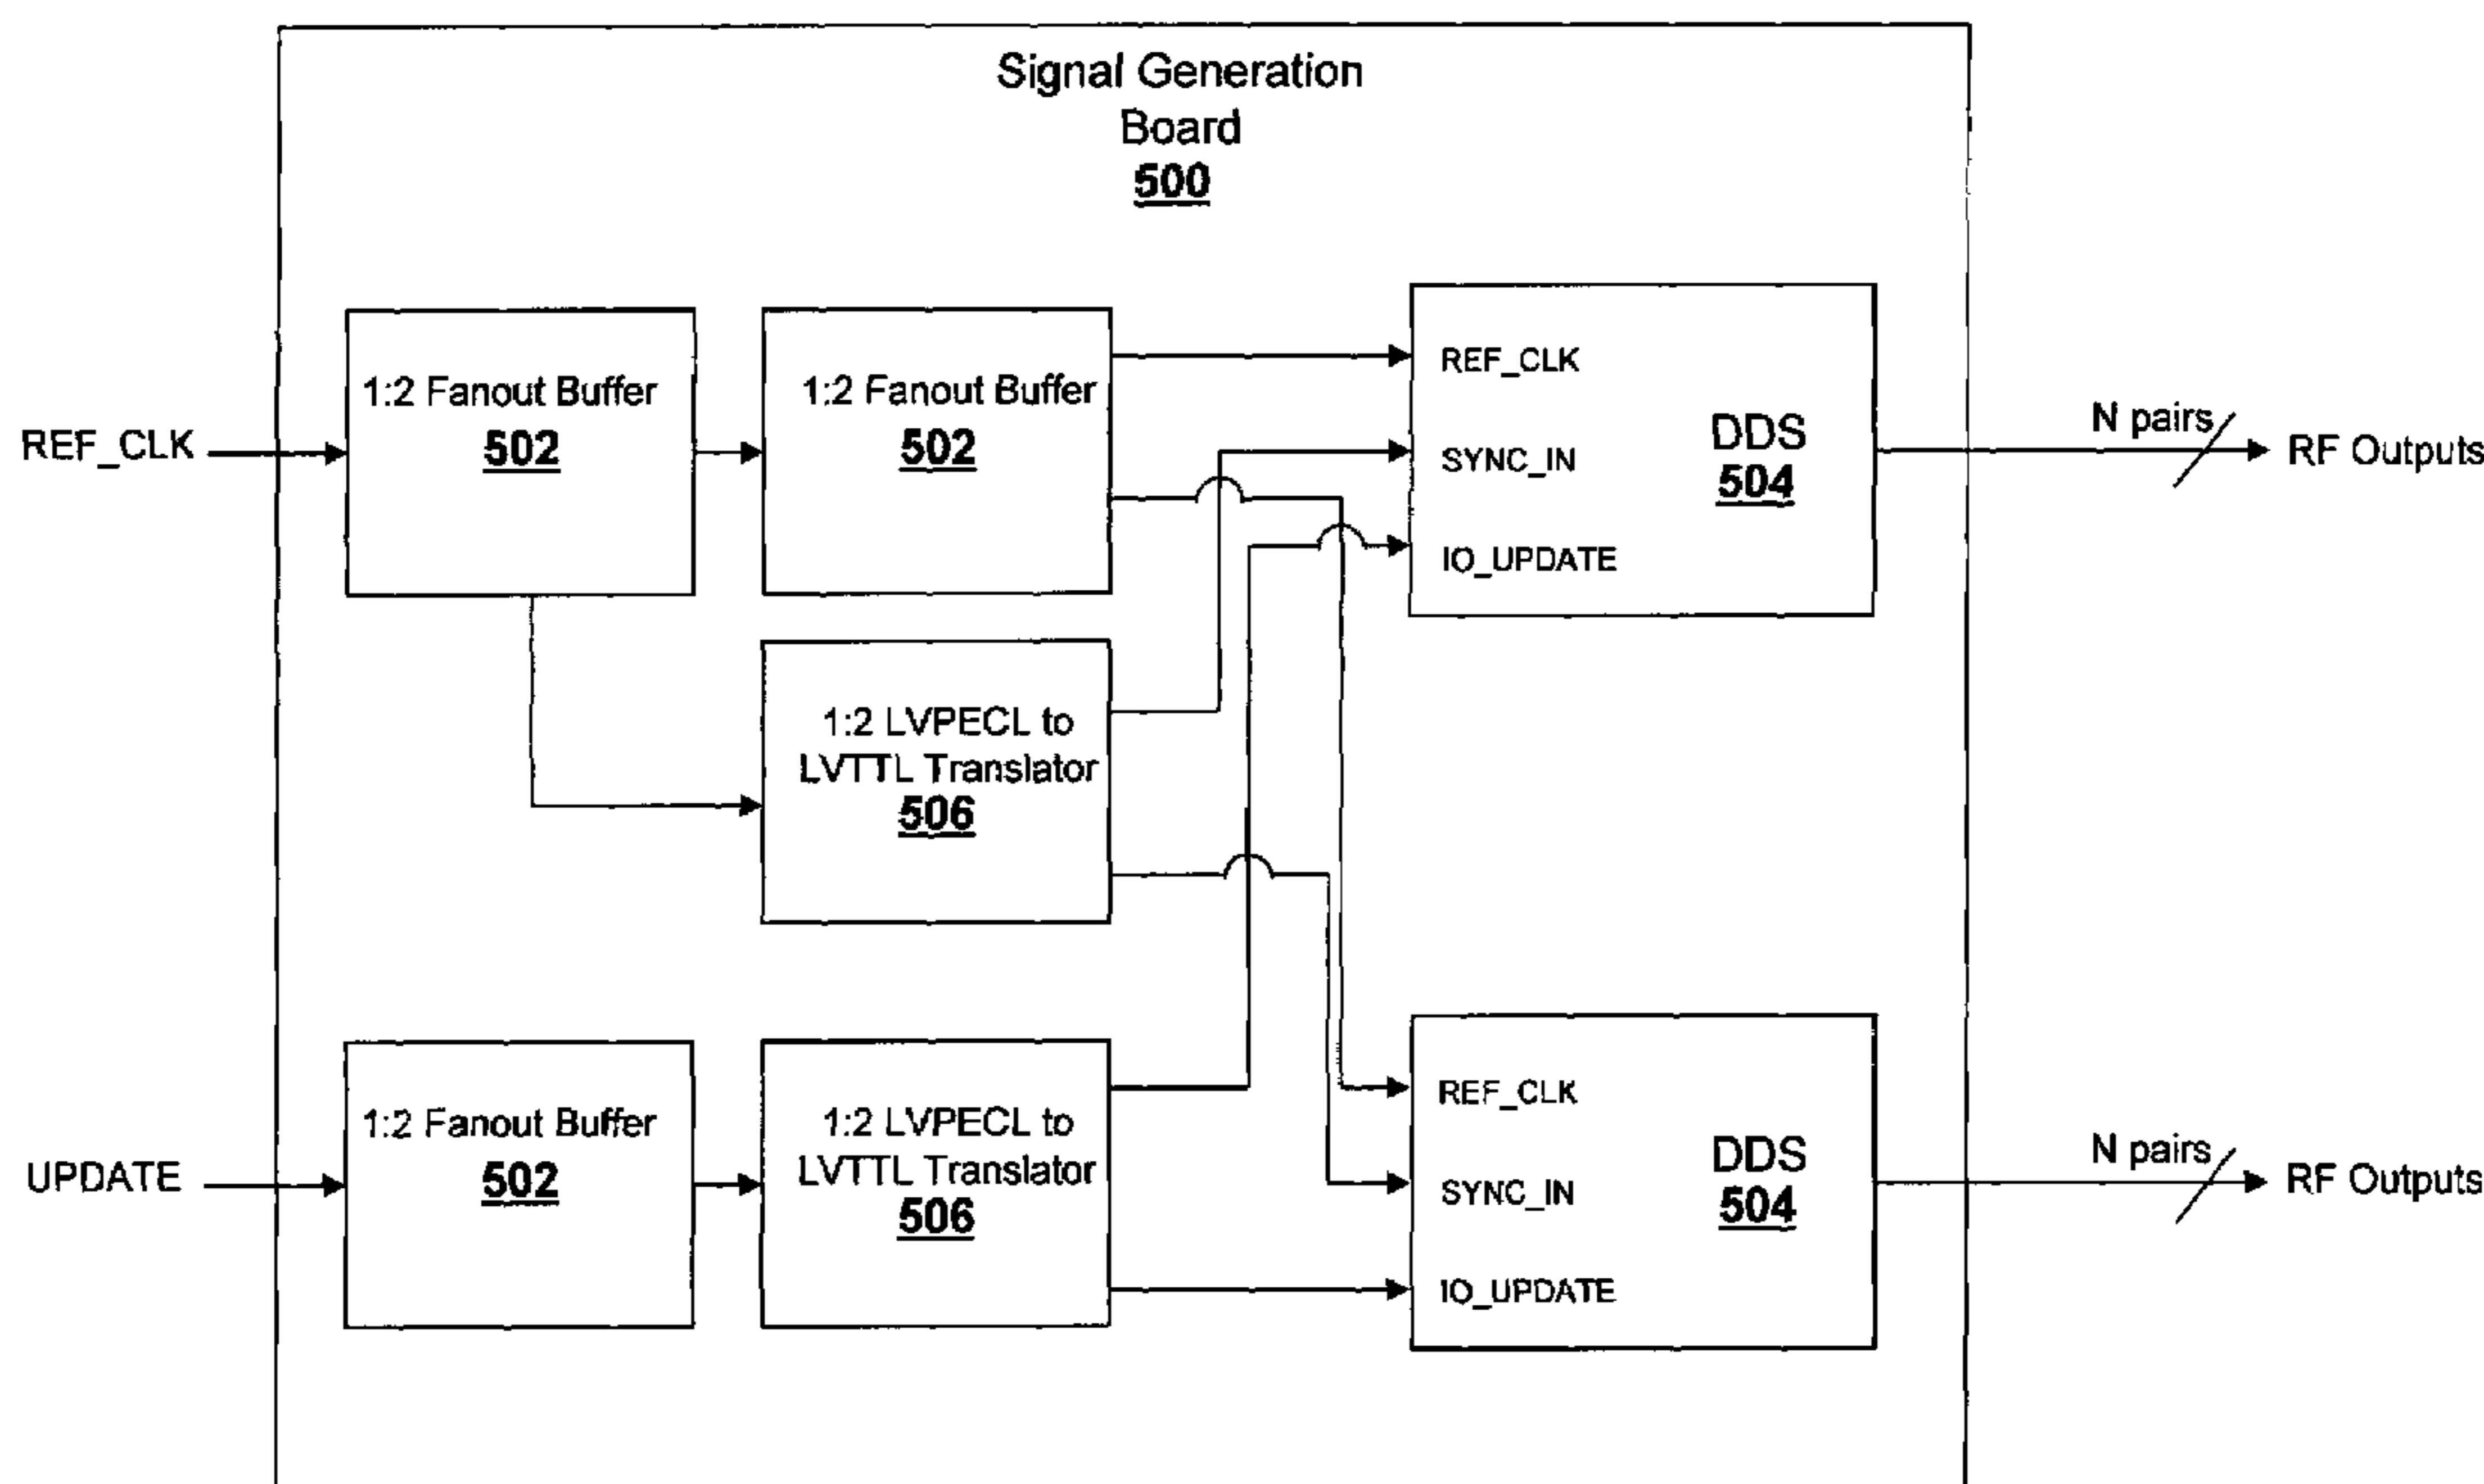 Signal Generation
Board
500
REF_CLK
1:2 Fanout Buffer
502
1:2 Fanout Buffer
502
REF_CLK
SYNC_IN
IO_UPDATE
DDS
504
N pairs
RF Outputs
1:2 LVPECL to
LVTTL Translator
506
UPDATE
1:2 Fanout Buffer
502
1:2 LVPECL to
LVTTL Translator
506
REF_CLK
SYNC_IN
IO_UPDATE
DDS
504
N pairs
RF Outputs